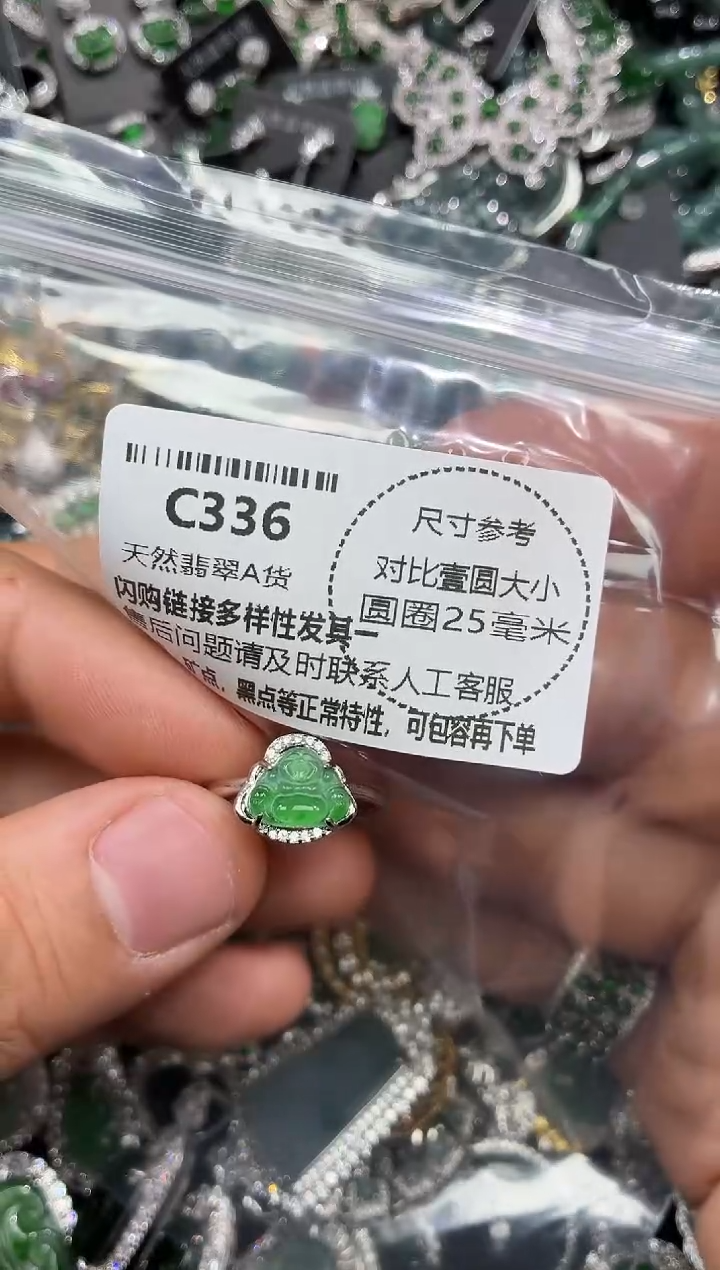 C336
天然翡翠A货
尺寸参考
对比壹圆大小
圆圈25毫米
闪购链接多样性发其一
售后问题请及时联系人工客服
矿点，黑点等正常特性，可包容再下单